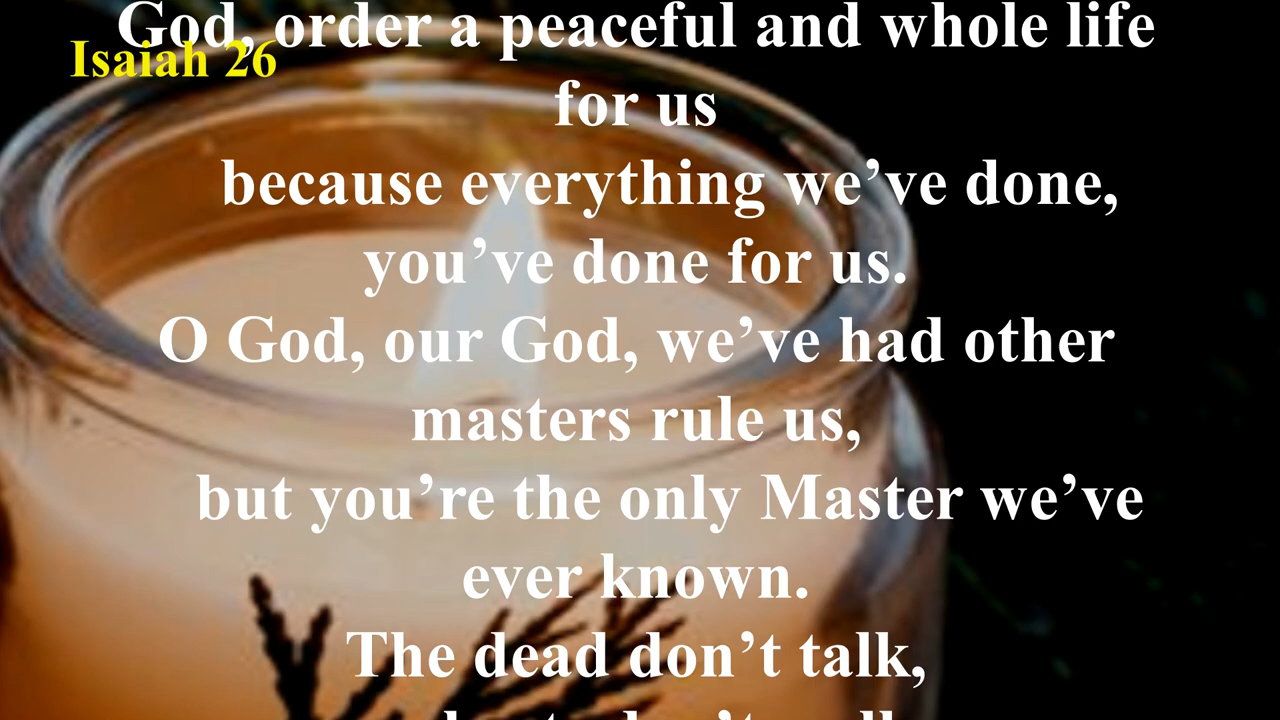 God, order a peaceful and whole life
Isaiah 26
for us
because everything we’ve done,
you’ve done for us.
O God, our God, we’ve had other
masters rule us,
but you’re the only Master we’ve
ever known.
The dead don’t talk,